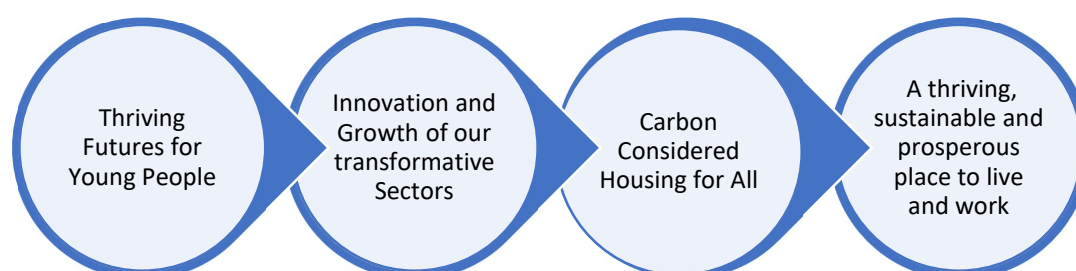 Thriving
Futures for
Young People
Innovation and
Growth of our
transformative
Sectors
Carbon
Considered
Housing for All
A thriving,
sustainable and
prosperous
place to live
and work